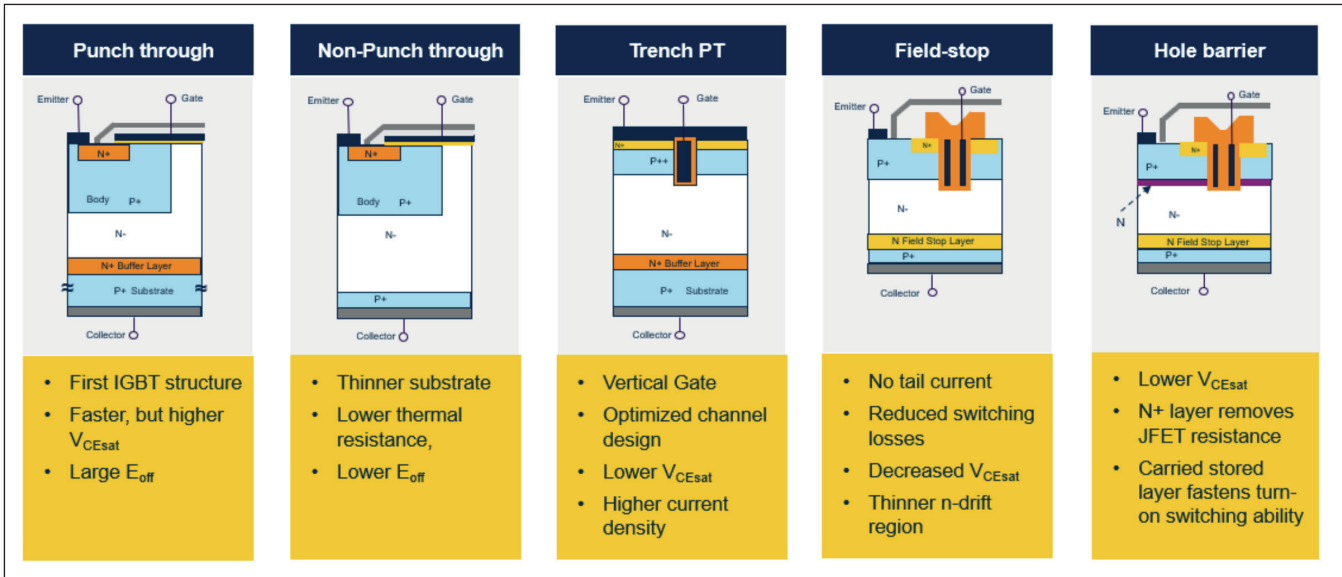 Punch through
Emitter
Gate
N+
Body P+
N-
N+ Buffer Layer
P+ Substrate
Collector
• First IGBT structure
• Faster, but higher
VCEsat
• Large Eoff
Non-Punch through
Emitter
Gate
N+
Body P+
N-
P+
Collector
• Thinner substrate
• Lower thermal
resistance,
• Lower Eoff
Trench PT
Emitter
Gate
N+
P++
N-
N+ Buffer Layer
P+ Substrate
Collector
• Vertical Gate
• Optimized channel
design
• Lower VCEsat
• Higher current
density
Field-stop
Gate
Emitter
N+
P+
N-
N Field Stop Layer
P+
Collector
• No tail current
• Reduced switching
losses
• Decreased VCEsat
• Thinner n-drift
region
Hole barrier
Gate
Emitter
N+
P+
N-
N
N Field Stop Layer
P+
Collector
• Lower VCEsat
• N+ layer removes
JFET resistance
• Carried stored
layer fastens turn-
on switching ability